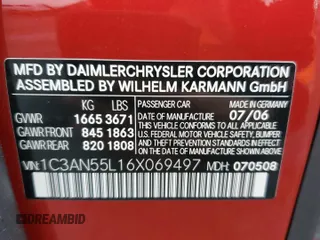 MFD BY DAIMLERCHRYSLER CORPORATION
ASSEMBLED BY WILHELM KARMANN GmbH
KG LBS
GVWR 1665 3671
GAWR FRONT 845 1863
GAWR REAR 820 1808
PASSENGER CAR
DATE OF MANUFACTURE
07/06
THIS VEHICLE CONFORMS TO ALL APPLICABLE
U.S. FEDERAL MOTOR VEHICLE
SAFETY, BUMPER, AND THEFT
PREVENTION STANDARDS IN
EFFECT ON THE DATE OF
MANUFACTURE SHOWN ABOVE.
VIN: 1C3AN55L16X069497 MDH: 070508
DREAMBID